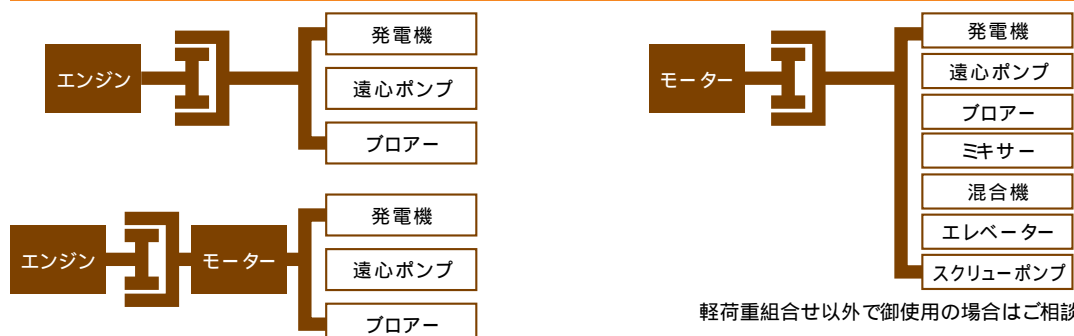 エンジン
発電機
遠心ポンプ
ブロアー
エンジン
モーター
発電機
遠心ポンプ
ブロアー
モーター
発電機
遠心ポンプ
ブロアー
ミキサー
混合機
エレベーター
スクリューポンプ
軽荷重組合せ以外で御使用の場合はご相談